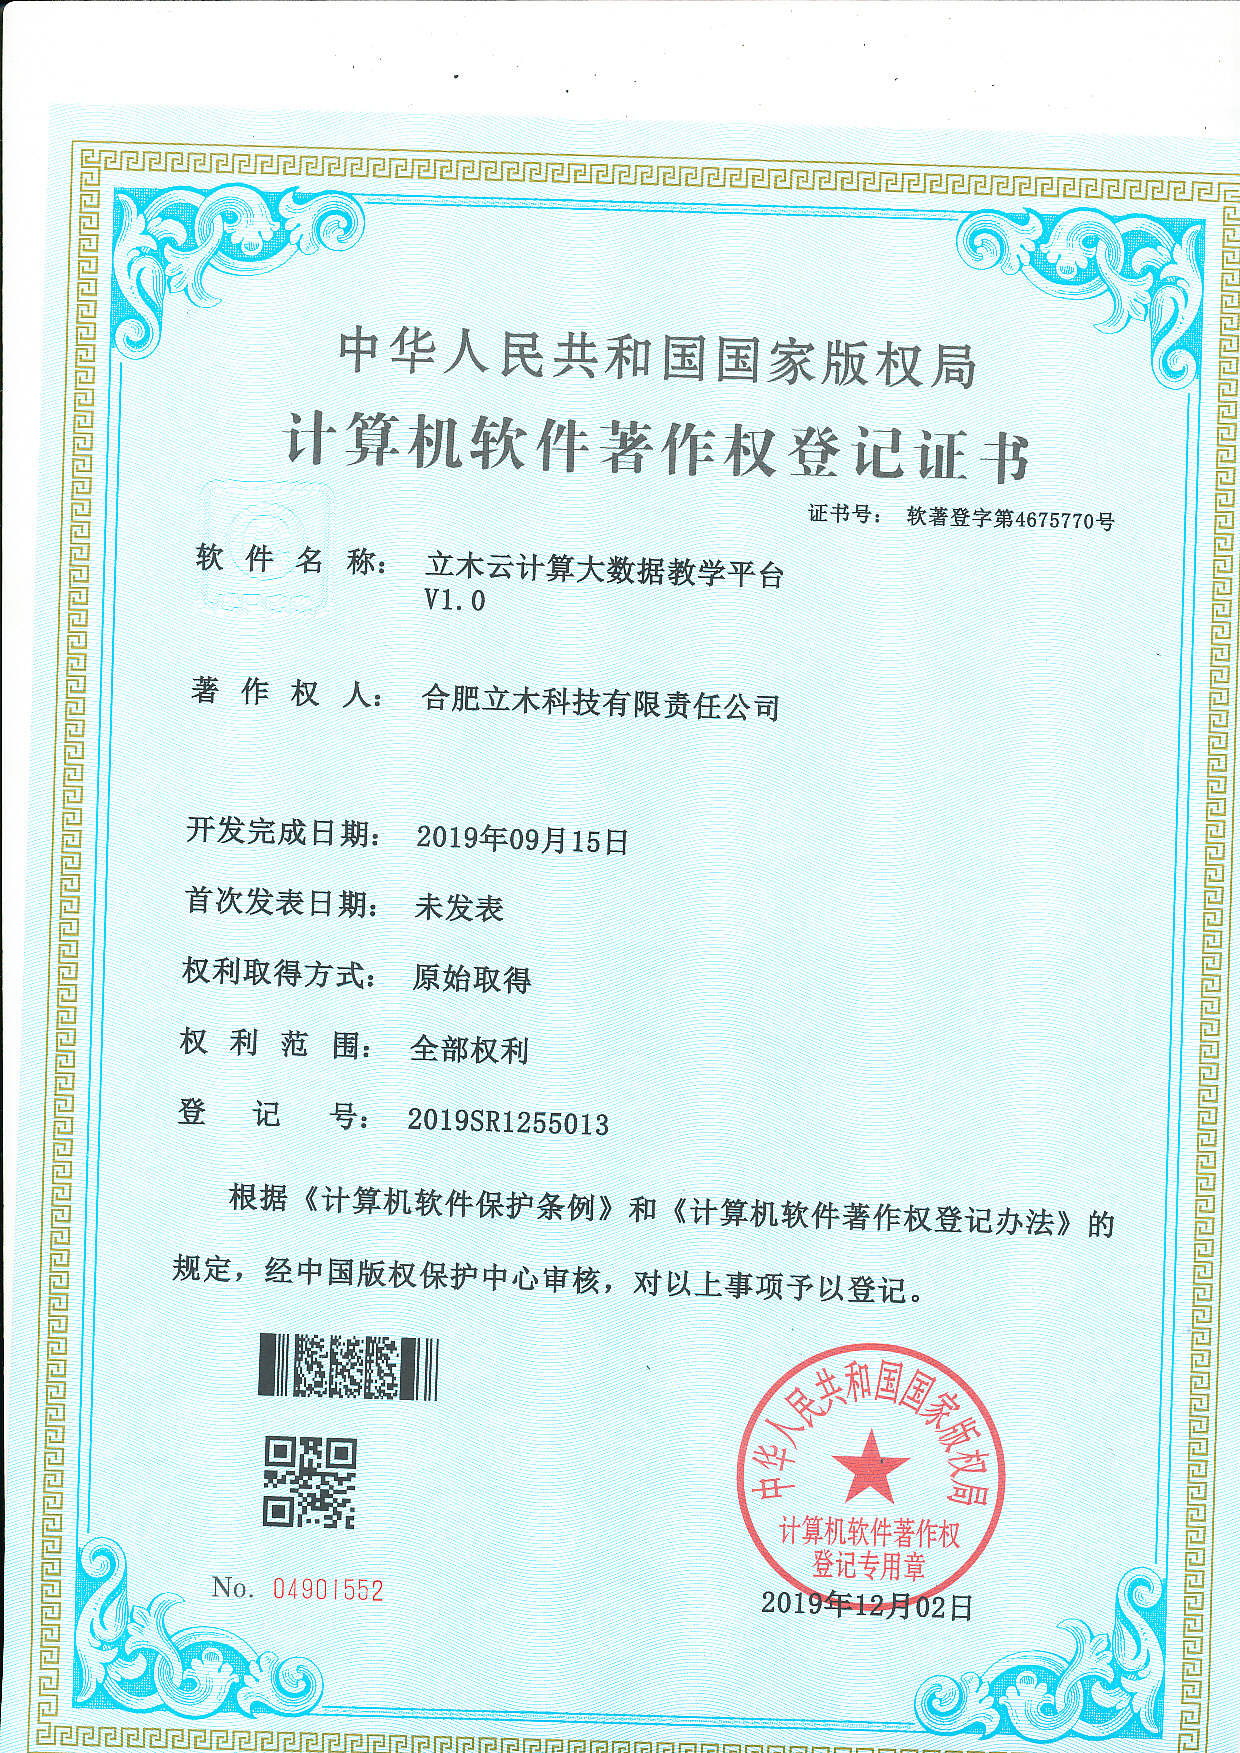 中华人民共和国国家版权局
计算机软件著作权登记证书
证书号： 软著登字第4675770号
软件名称： 立木云计算大数据教学平台
V1.0
著作权人： 合肥立木科技有限责任公司
开发完成日期： 2019年09月15日
首次发表日期： 未发表
权利取得方式： 原始取得
权利范围： 全部权利
登记号： 2019SR1255013
根据《计算机软件保护条例》和《计算机软件著作权登记办法》的
规定，经中国版权保护中心审核，对以上事项予以登记。
中华人民共和国国家版权局
计算机软件著作权
登记专用章
No. 04901552
2019年12月02日